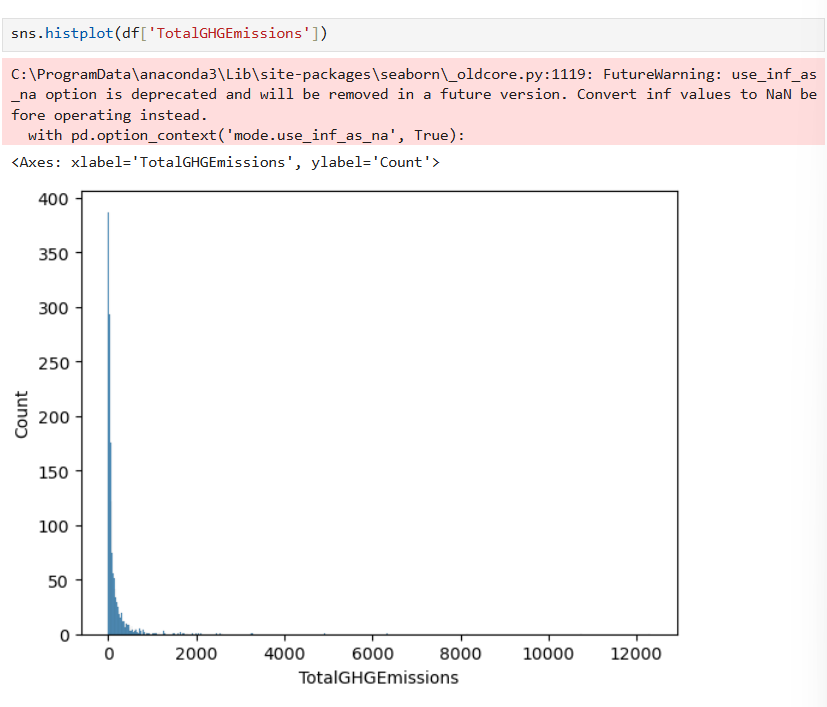 sns.histplot(df['TotalGHGEmissions'])
C:\ProgramData\anaconda3\Lib\site-packages\seaborn\_oldcore.py:1119: FutureWarning: use_inf_as
_na option is deprecated and will be removed in a future version. Convert inf values to NaN be
fore operating instead.
  with pd.option_context('mode.use_inf_as_na', True):
<Axes: xlabel='TotalGHGEmissions', ylabel='Count'>
400
350
300
250
200
150
100
50
0
Count
0 2000 4000 6000 8000 10000 12000
TotalGHGEmissions